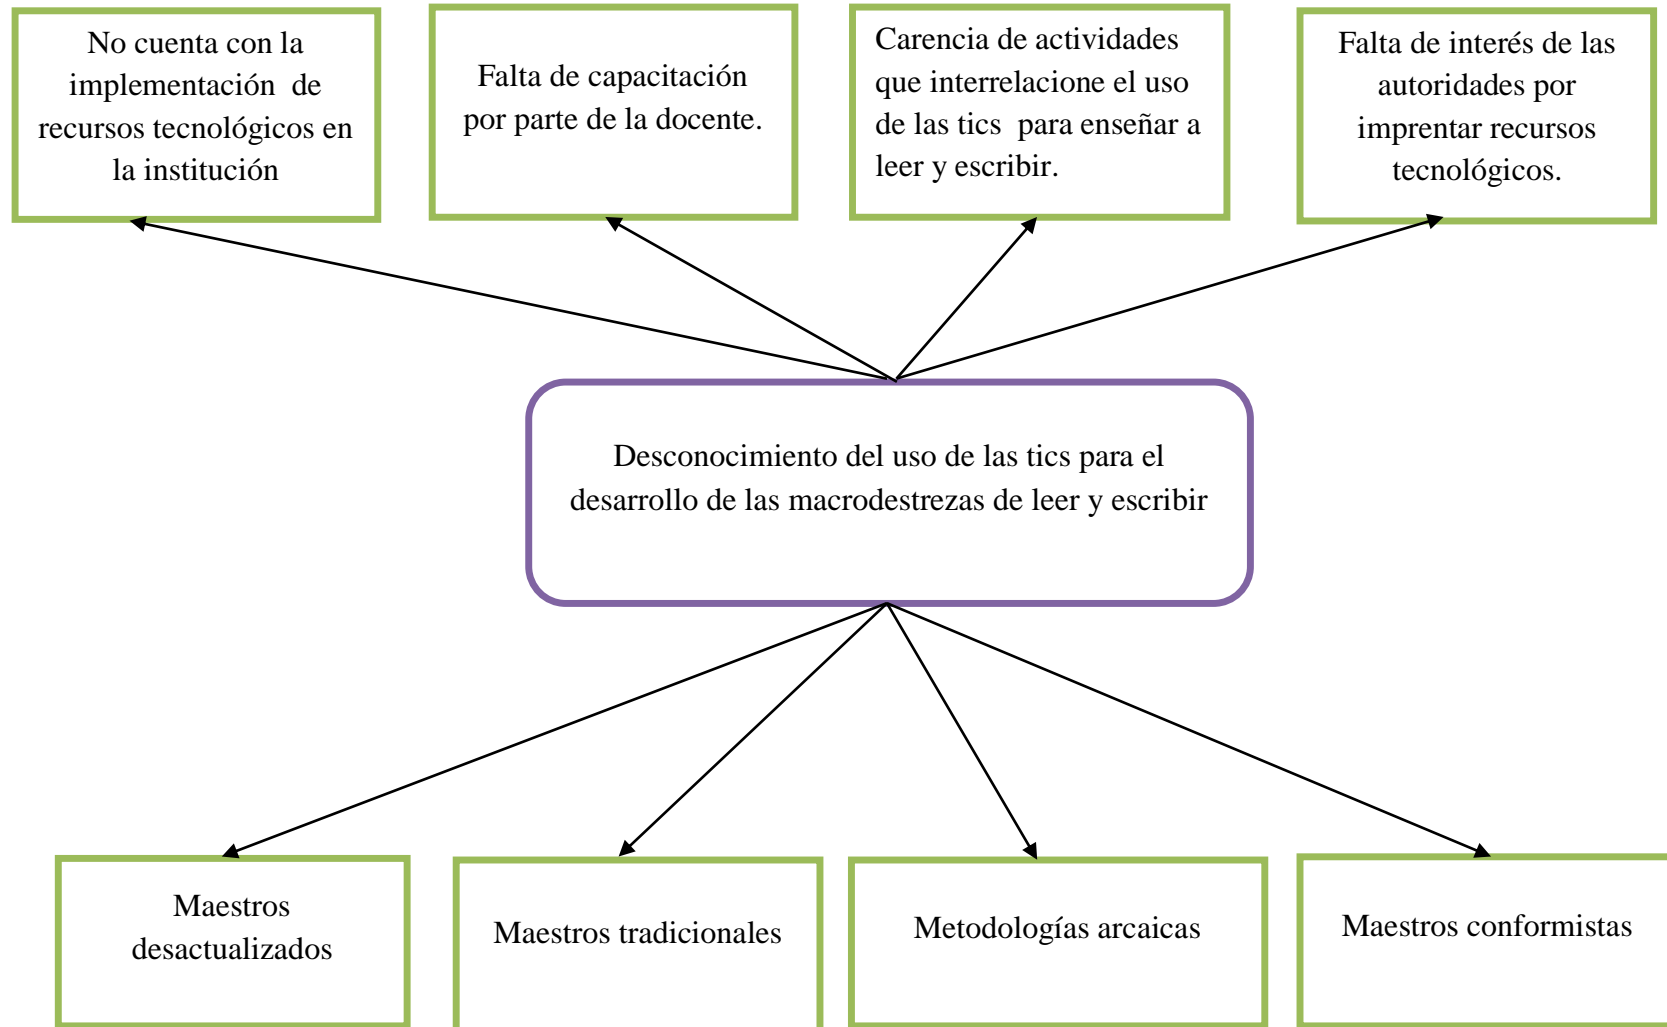 No cuenta con la
implementación  de
recursos tecnológicos en
la institución
Falta de capacitación
por parte de la docente.
Carencia de actividades
que interrelacione el uso
de las tics  para enseñar a
leer y escribir.
Falta de interés de las
autoridades por
imprentar recursos
tecnológicos.
Desconocimiento del uso de las tics para el
desarrollo de las macrodestrezas de leer y escribir
Maestros
desactualizados
Maestros tradicionales
Metodologías arcaicas
Maestros conformistas